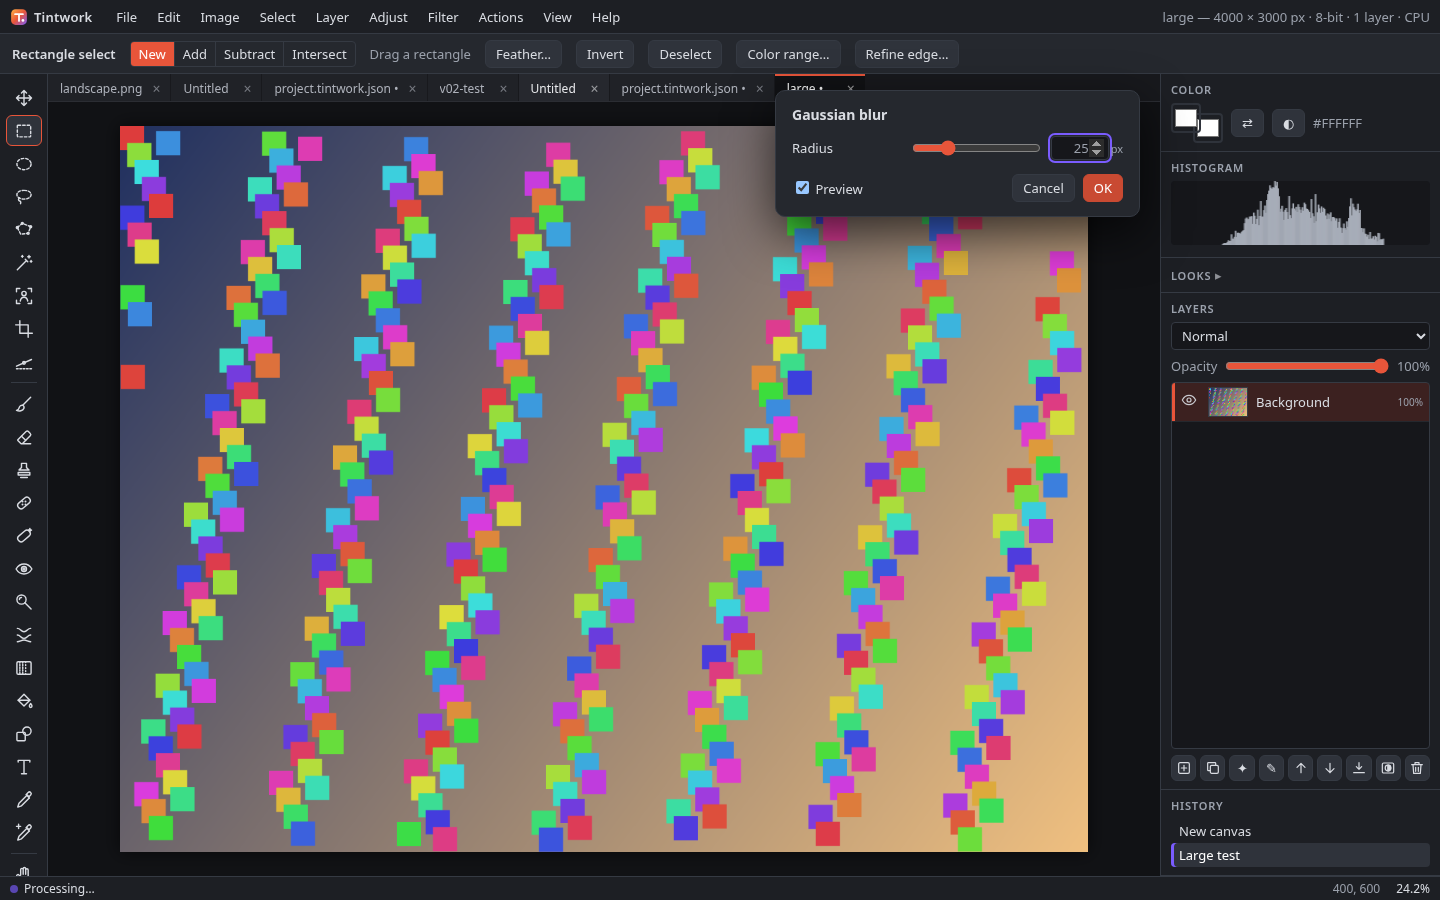 Tintwork File Edit Image Select Layer Adjust Filter Actions View Help large — 4000 × 3000 px · 8-bit · 1 layer · CPU
Rectangle select New Add Subtract Intersect Drag a rectangle Feather... Invert Deselect Color range... Refine edge...
landscape.png × Untitled × project.tintwork.json • × v02-test × Untitled × project.tintwork.json • × large • ×
Gaussian blur
Radius 25 px
Preview Cancel OK
COLOR
#FFFFFF
HISTOGRAM
LOOKS ▸
LAYERS
Normal
Opacity 100%
Background 100%
HISTORY
New canvas
Large test
Processing... 400, 600 24.2%